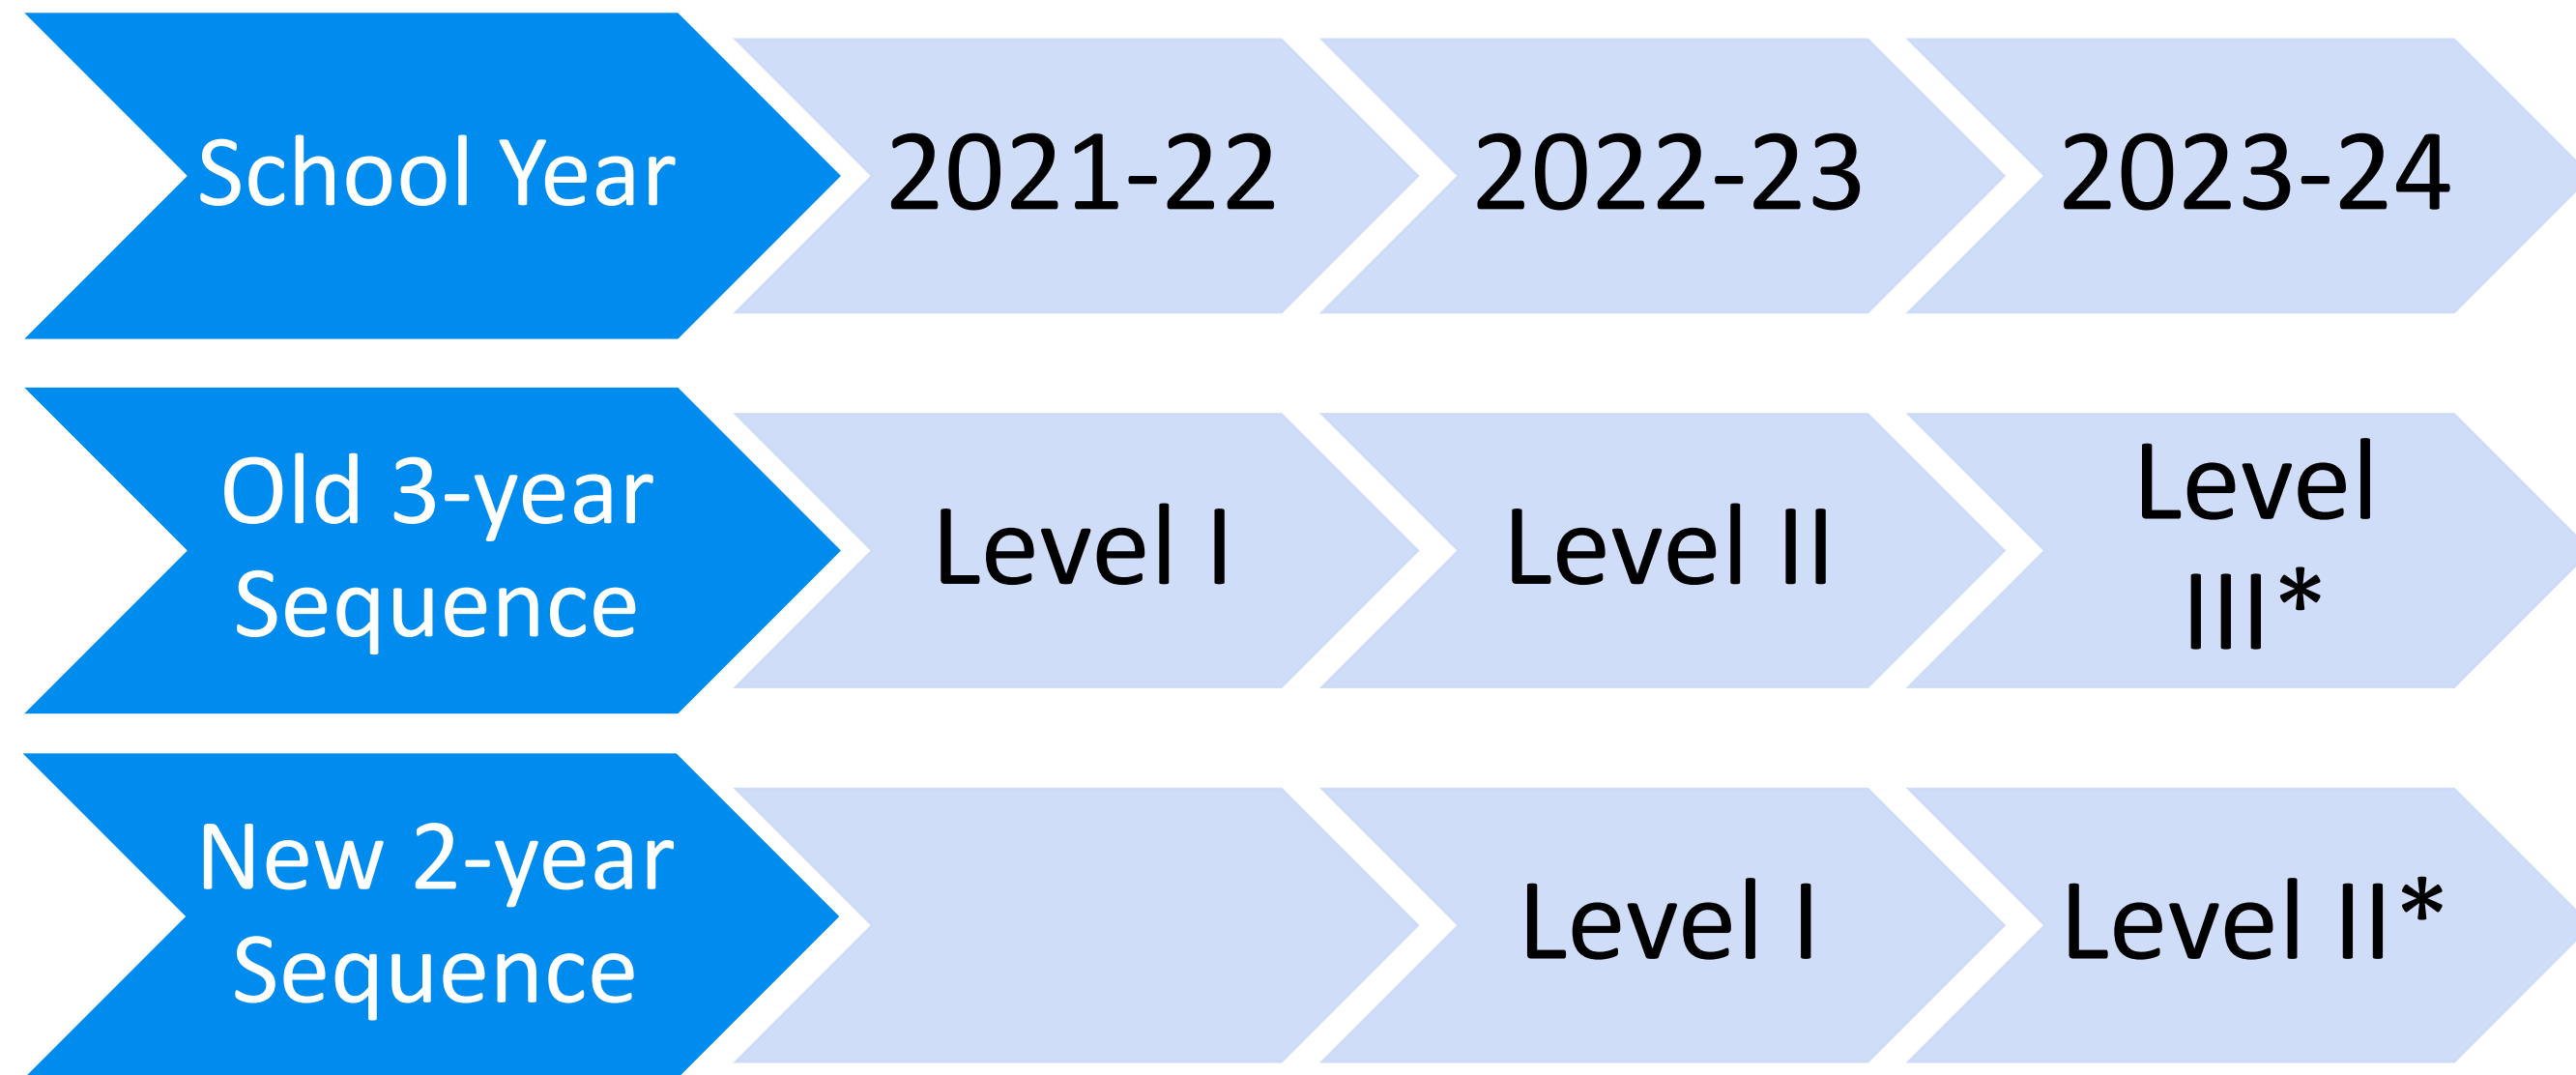 School Year
2021-22
2022-23
2023-24
Old 3-year
Sequence
Level I
Level II
Level
III*
New 2-year
Sequence
Level I
Level II*